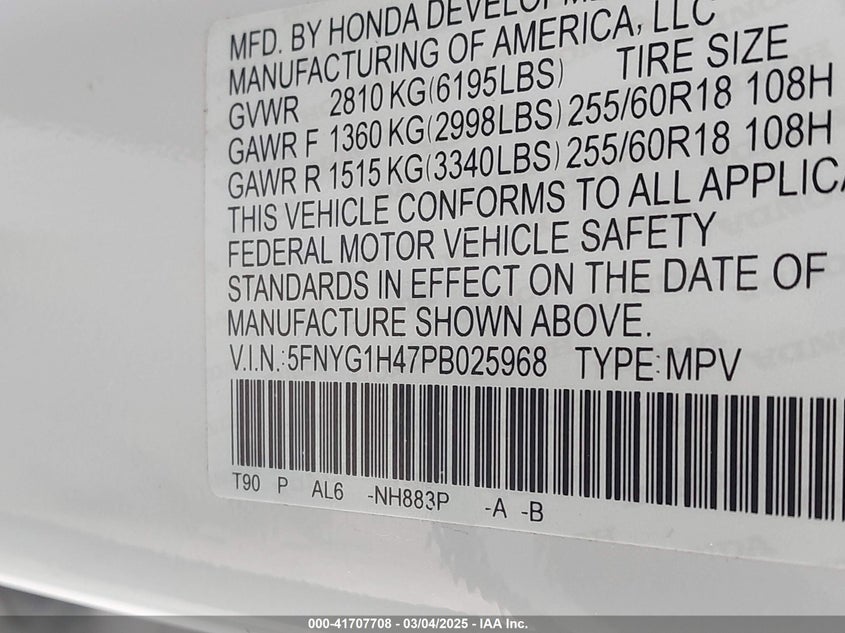 MFD. BY HONDA DEVELOPME
MANUFACTURING OF AMERICA, LLC
GVWR 2810 KG(6195LBS) TIRE SIZE
GAWR F 1360 KG(2998LBS) 255/60R18 108H
GAWR R 1515 KG(3340LBS) 255/60R18 108H
THIS VEHICLE CONFORMS TO ALL APPLICA
FEDERAL MOTOR VEHICLE SAFETY
STANDARDS IN EFFECT ON THE DATE OF
MANUFACTURE SHOWN ABOVE.
V.I.N.:5FNYG1H47PB025968 TYPE:MPV
T90 P AL6 -NH883P -A -B
000-41707708 - 03/04/2025 - IAA Inc.